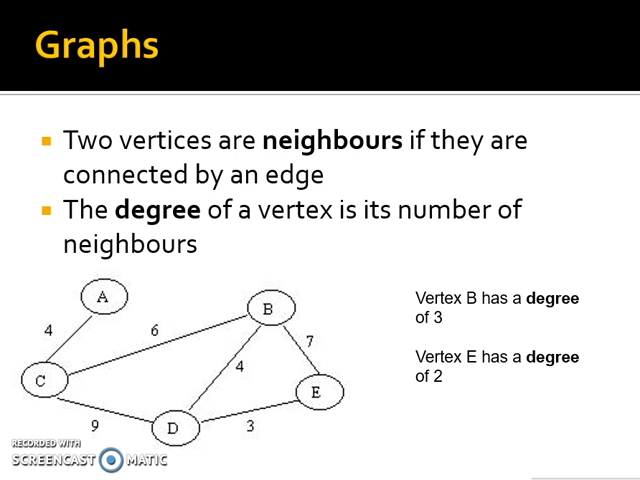 Graphs
Two vertices are neighbours if they are
connected by an edge
The degree of a vertex is its number of
neighbours
A
B
Vertex B has a degree
of 3
4
6
7
Vertex E has a degree
of 2
4
C
E
9
D
3
RECORDED WITH
SCREENCAST MATIC